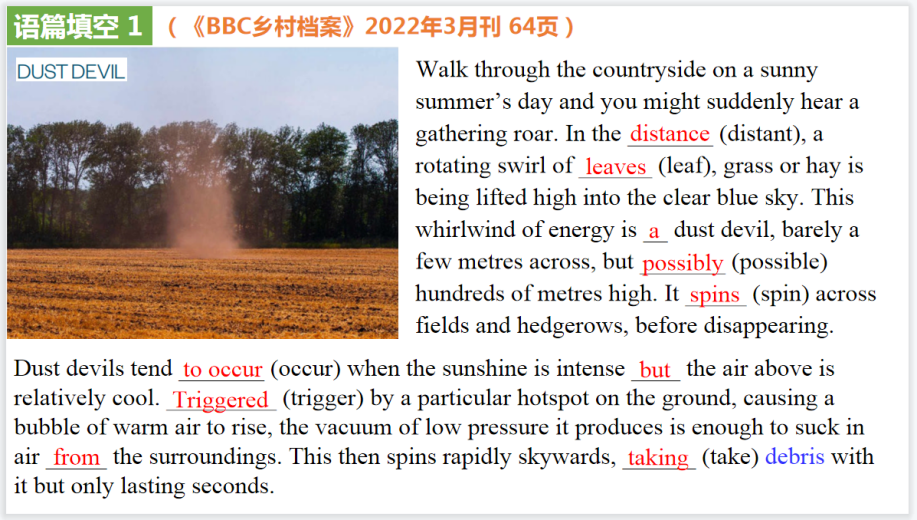 语篇填空 1 (《BBC乡村档案》2022年3月刊 64页)
DUST DEVIL
Walk through the countryside on a sunny
summer's day and you might suddenly hear a
gathering roar. In the distance (distant), a
rotating swirl of leaves (leaf), grass or hay is
being lifted high into the clear blue sky. This
whirlwind of energy is a dust devil, barely a
few metres across, but possibly (possible)
hundreds of metres high. It spins (spin) across
fields and hedgerows, before disappearing.
Dust devils tend to occur (occur) when the sunshine is intense but the air above is
relatively cool. Triggered (trigger) by a particular hotspot on the ground, causing a
bubble of warm air to rise, the vacuum of low pressure it produces is enough to suck in
air from the surroundings. This then spins rapidly skywards, taking (take) debris with
it but only lasting seconds.